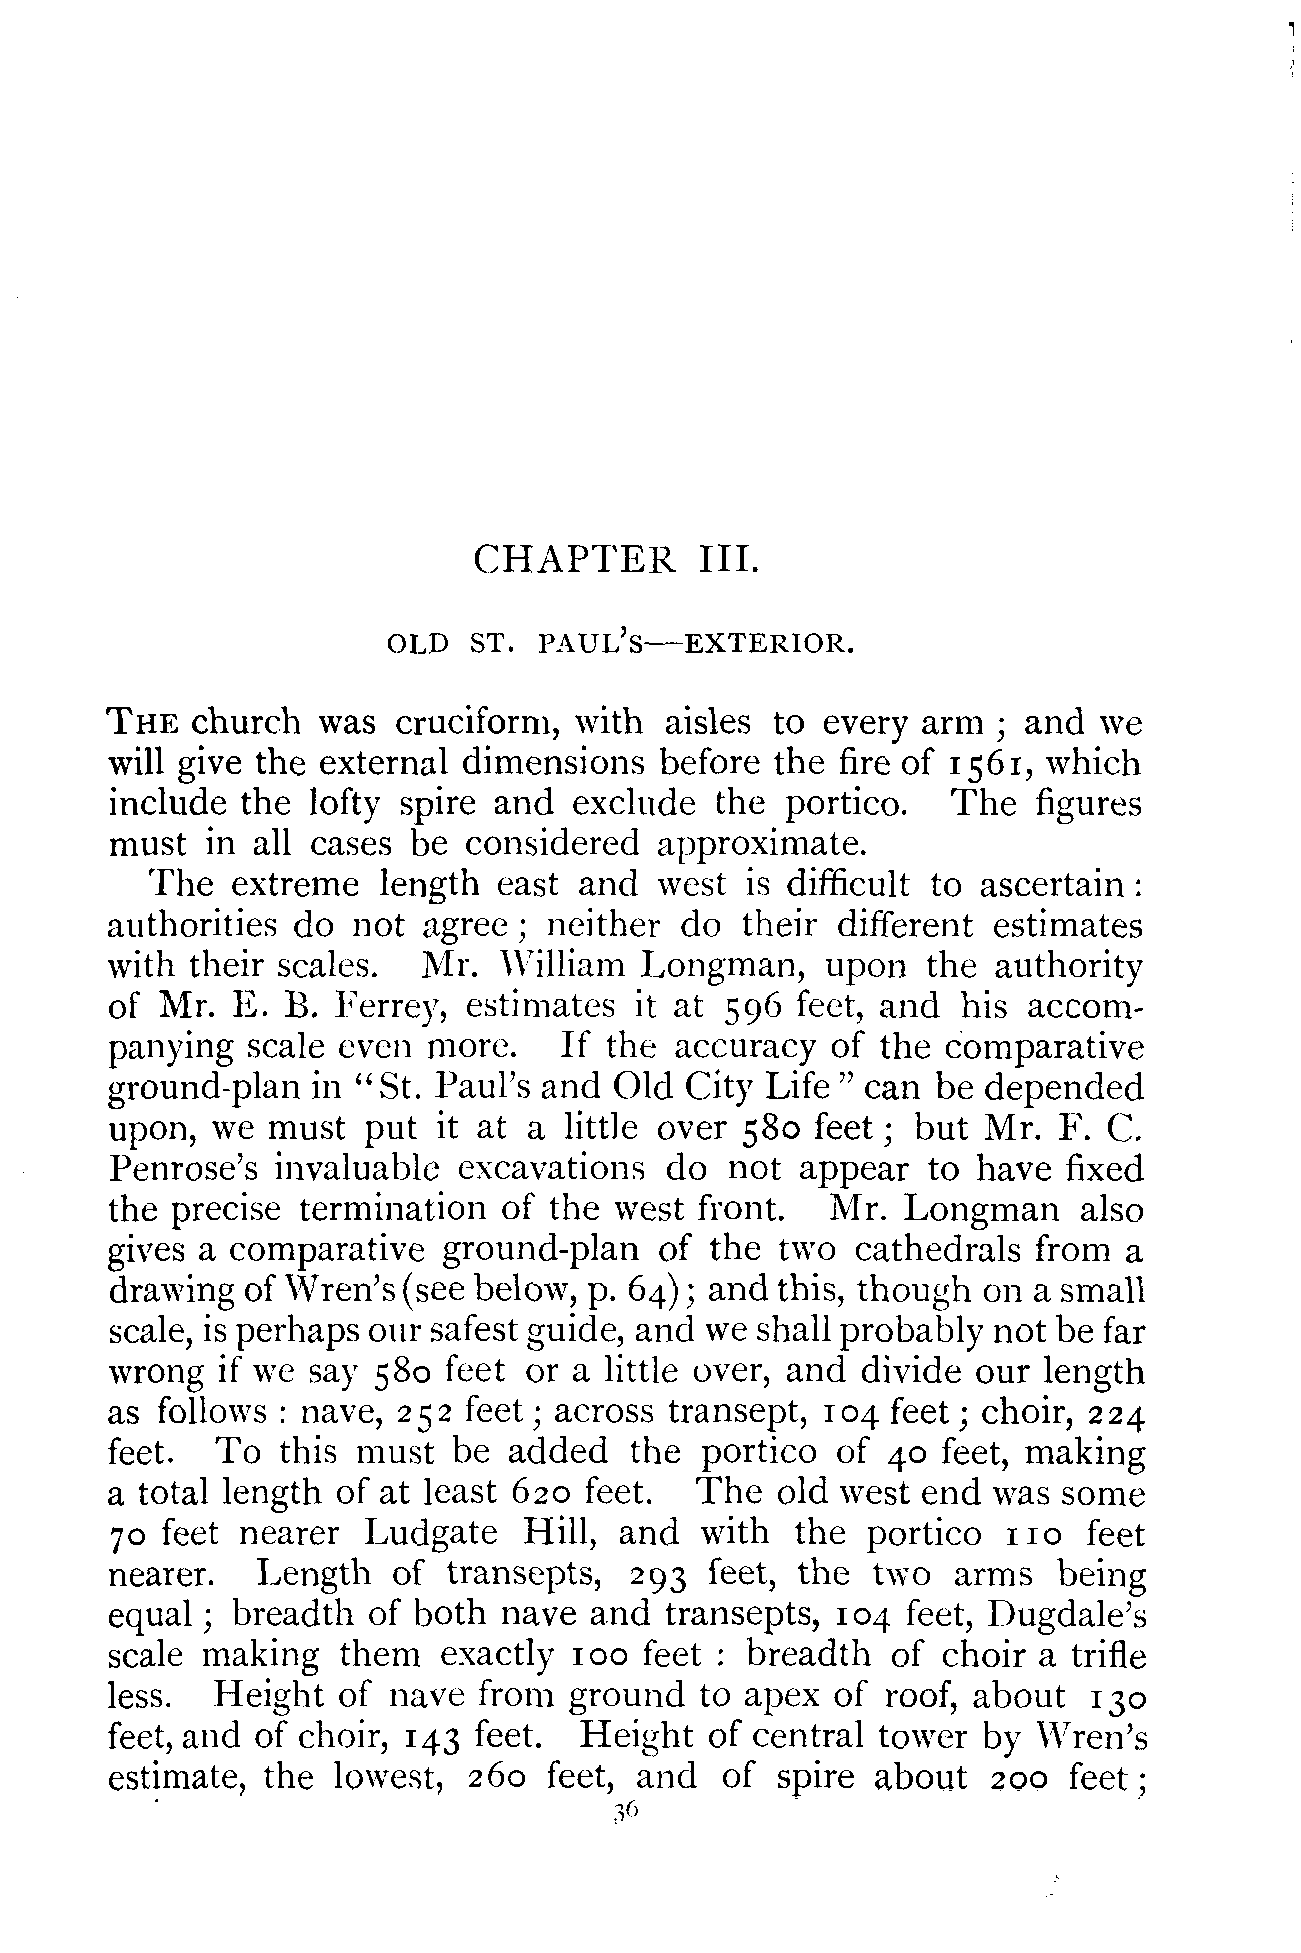 CHAPTER III.
OLD ST. PAUL'S—EXTERIOR.
THE church was cruciform, with aisles to every arm ; and we
will give the external dimensions before the fire of 1561, which
include the lofty spire and exclude the portico. The figures
must in all cases be considered approximate.
The extreme length east and west is difficult to ascertain :
authorities do not agree ; neither do their different estimates
with their scales. Mr. William Longman, upon the authority
of Mr. E. B. Ferrey, estimates it at 596 feet, and his accom-
panying scale even more. If the accuracy of the comparative
ground-plan in "St. Paul's and Old City Life" can be depended
upon, we must put it at a little over 580 feet ; but Mr. F. C.
Penrose's invaluable excavations do not appear to have fixed
the precise termination of the west front. Mr. Longman also
gives a comparative ground-plan of the two cathedrals from a
drawing of Wren's (see below, p. 64) ; and this, though on a small
scale, is perhaps our safest guide, and we shall probably not be far
wrong if we say 580 feet or a little over, and divide our length
as follows : nave, 252 feet ; across transept, 104 feet ; choir, 224
feet. To this must be added the portico of 40 feet, making
a total length of at least 620 feet. The old west end was some
70 feet nearer Ludgate Hill, and with the portico 110 feet
nearer. Length of transepts, 293 feet, the two arms being
equal ; breadth of both nave and transepts, 104 feet, Dugdale's
scale making them exactly 100 feet : breadth of choir a trifle
less. Height of nave from ground to apex of roof, about 130
feet, and of choir, 143 feet. Height of central tower by Wren's
estimate, the lowest, 260 feet, and of spire about 200 feet ;
36